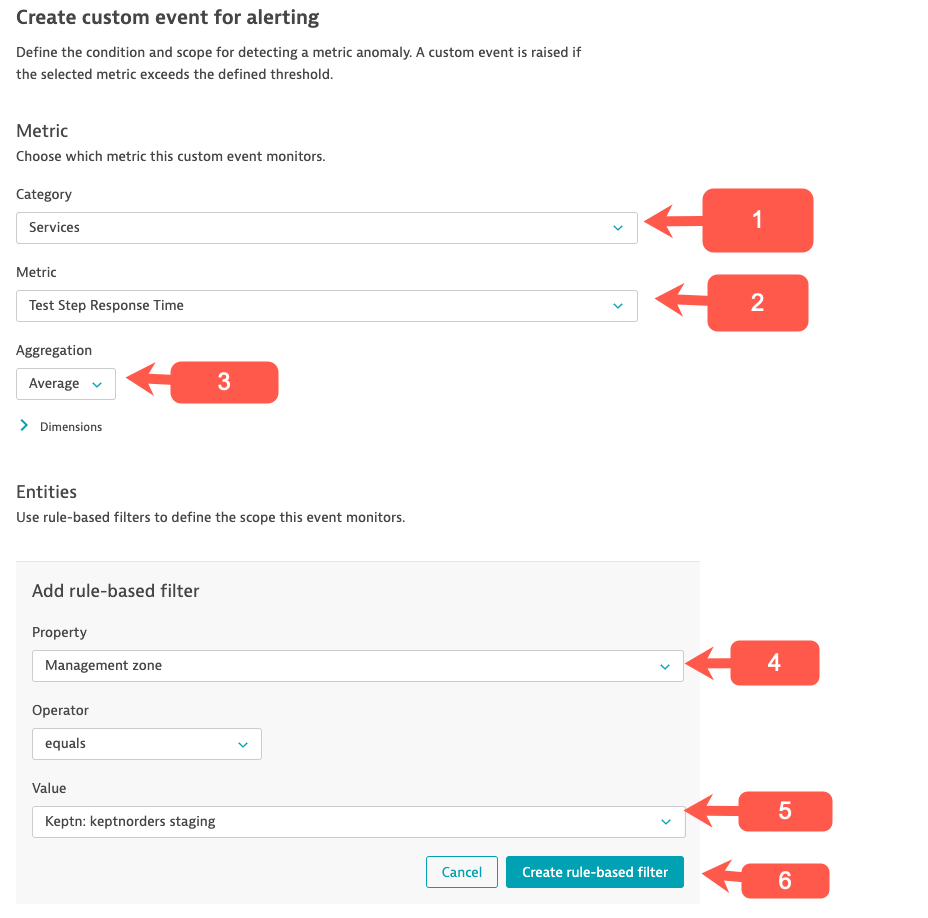 Create custom event for alerting
Define the condition and scope for detecting a metric anomaly. A custom event is raised if
the selected metric exceeds the defined threshold.
Metric
Choose which metric this custom event monitors.
Category
Services
1
Metric
Test Step Response Time
2
Aggregation
Average
3
Dimensions
Entities
Use rule-based filters to define the scope this event monitors.
Add rule-based filter
Property
Management zone
4
Operator
equals
Value
Keptn: keptnorders staging
5
Cancel
Create rule-based filter
6